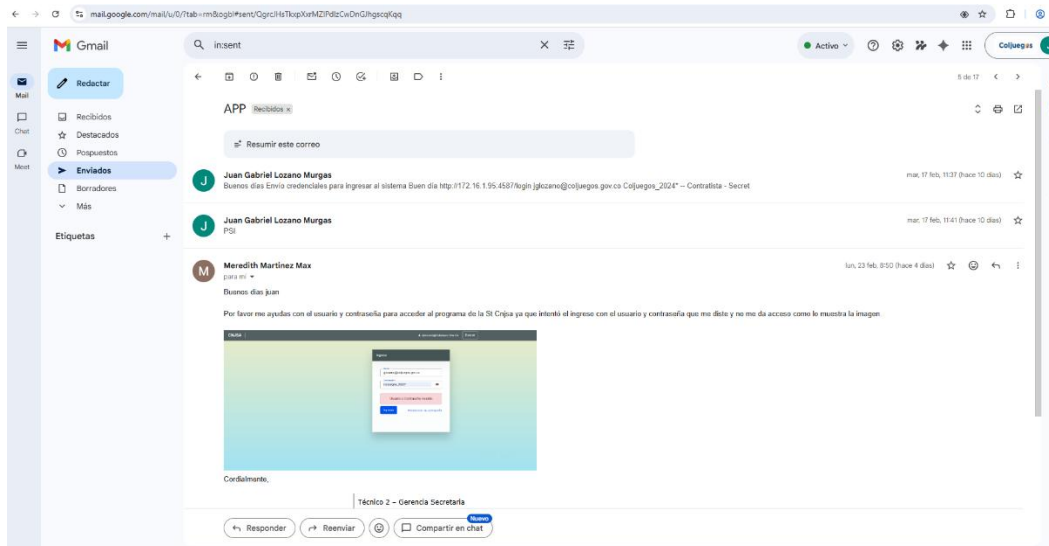 mail.google.com/mail/u/0/?tab=rm&ogbl#sent/
Gmail
in:sent
Activo
Coljuegos
Mail
Chat
Meet
Redactar
Recibidos
Destacados
Pospuestos
Enviados
Borradores
Más
Etiquetas
5 de 17
APP Recibidos x
Resumir este correo
Juan Gabriel Lozano Murgas
mar, 17 feb, 11:37 (hace 10 días)
Buenos días Envio credenciales para ingresar al sistema Buen día http://172.16.1.95:4587/login jglozano@coljuegos.gov.co Coljuegos_2024* -- Contratista - Secret
Juan Gabriel Lozano Murgas
mar, 17 feb, 11:41 (hace 10 días)
PSI
Meredith Martinez Max
lun, 23 feb, 8:50 (hace 4 días)
para mí
Buenos días juan
Por favor me ayudas con el usuario y contraseña para acceder al programa de la St Cnjsa ya que intentó el ingrese con el usuario y contraseña que me diste y no me da acceso como lo muestra la imagen
CNJSA
Cordialmente,
Técnico 2 – Gerencia Secretaria
Responder
Reenviar
Compartir en chat
Nuevo